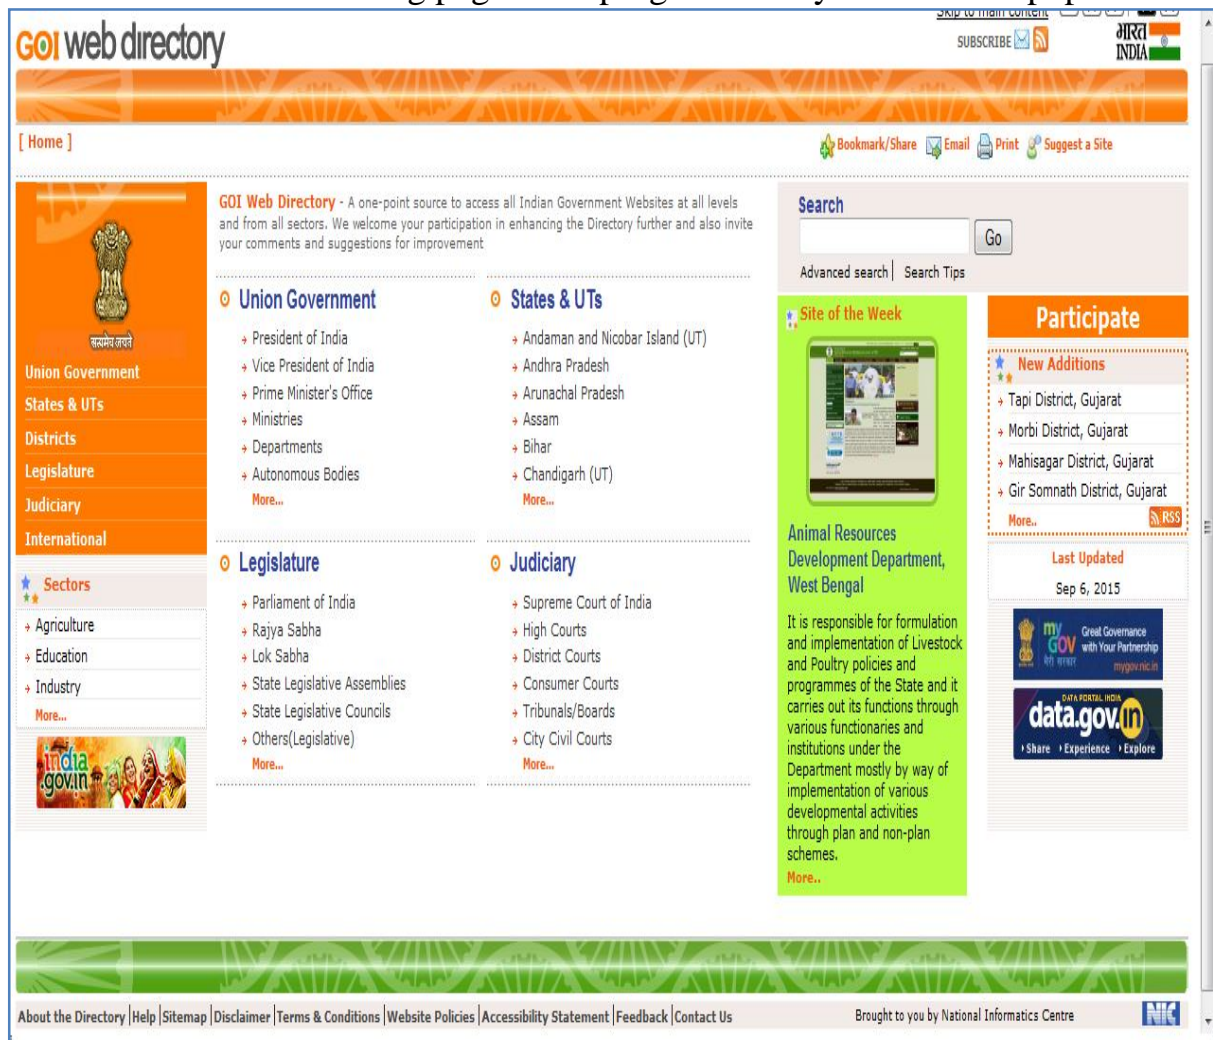 Skip to main content
GOI web directory
SUBSCRIBE
भारत
INDIA
[ Home ]
Bookmark/Share Email Print Suggest a Site
सत्यमेव जयते
Union Government
States & UTs
Districts
Legislature
Judiciary
International
Sectors
Agriculture
Education
Industry
More...
india
.gov.in
GOI Web Directory - A one-point source to access all Indian Government Websites at all levels
and from all sectors. We welcome your participation in enhancing the Directory further and also invite
your comments and suggestions for improvement
Union Government
President of India
Vice President of India
Prime Minister's Office
Ministries
Departments
Autonomous Bodies
More...
States & UTs
Andaman and Nicobar Island (UT)
Andhra Pradesh
Arunachal Pradesh
Assam
Bihar
Chandigarh (UT)
More...
Legislature
Parliament of India
Rajya Sabha
Lok Sabha
State Legislative Assemblies
State Legislative Councils
Others(Legislative)
More...
Judiciary
Supreme Court of India
High Courts
District Courts
Consumer Courts
Tribunals/Boards
City Civil Courts
More...
Search
Go
Advanced search| Search Tips
Site of the Week
Animal Resources
Development Department,
West Bengal
It is responsible for formulation
and implementation of Livestock
and Poultry policies and
programmes of the State and it
carries out its functions through
various functionaries and
institutions under the
Department mostly by way of
implementation of various
developmental activities
through plan and non-plan
schemes.
More..
Participate
New Additions
Tapi District, Gujarat
Morbi District, Gujarat
Mahisagar District, Gujarat
Gir Somnath District, Gujarat
More..
RSS
Last Updated
Sep 6, 2015
my
GOV
मेरी सरकार
Great Governance
with Your Partnership
mygov.nic.in
DATA PORTAL INDIA
data.gov.in
Share Experience Explore
About the Directory |Help |Sitemap |Disclaimer |Terms & Conditions |Website Policies |Accessibility Statement |Feedback |Contact Us
Brought to you by National Informatics Centre
NIC